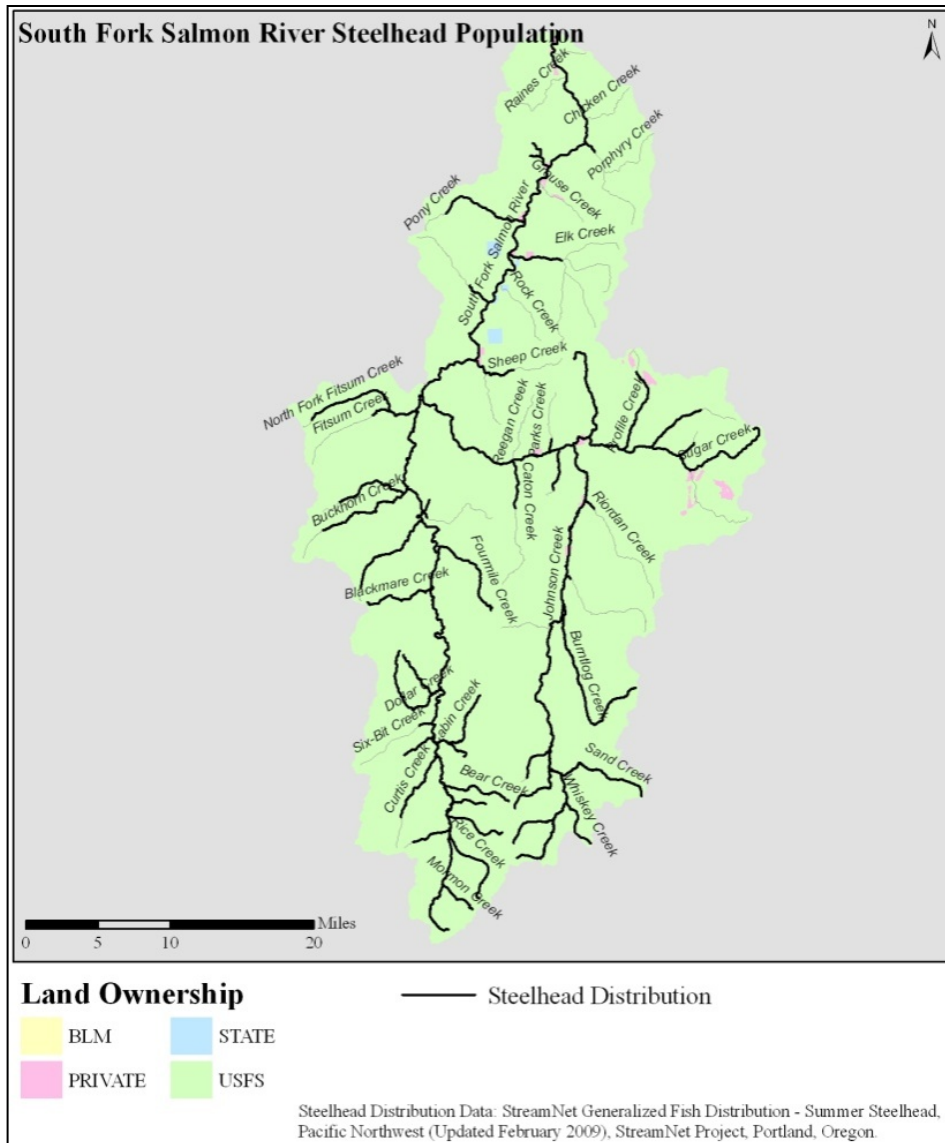 South Fork Salmon River Steelhead Population
N
Raines Creek
Chicken Creek
Porphyry Creek
Grouse Creek
Pony Creek
South Fork Salmon River
Elk Creek
Rock Creek
Sheep Creek
North Fork Fitsum Creek
Fitsum Creek
Reegan Creek
Parks Creek
Profile Creek
Sugar Creek
Buckhorn Creek
Caton Creek
Riordan Creek
Fourmile Creek
Johnson Creek
Blackmare Creek
Burntlog Creek
Dollar Creek
Cabin Creek
Six-Bit Creek
Curtis Creek
Bear Creek
Sand Creek
Whiskey Creek
Rice Creek
Mormon Creek
Miles
0 5 10 20
Land Ownership
Steelhead Distribution
BLM
STATE
PRIVATE
USFS
Steelhead Distribution Data: StreamNet Generalized Fish Distribution - Summer Steelhead,
Pacific Northwest (Updated February 2009), StreamNet Project, Portland, Oregon.